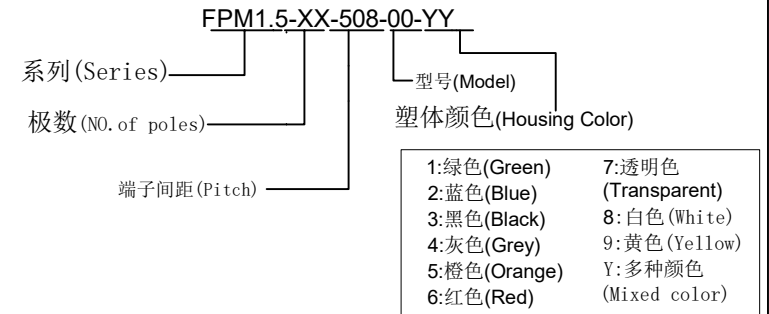 FPM1.5-XX-508-00-YY
系列(Series)
型号(Model)
极数(NO.of poles)
塑体颜色(Housing Color)
端子间距(Pitch)
1:绿色(Green)
2:蓝色(Blue)
3:黑色(Black)
4:灰色(Grey)
5:橙色(Orange)
6:红色(Red)
7:透明色
(Transparent)
8:白色(White)
9:黄色(Yellow)
Y:多种颜色
(Mixed color)